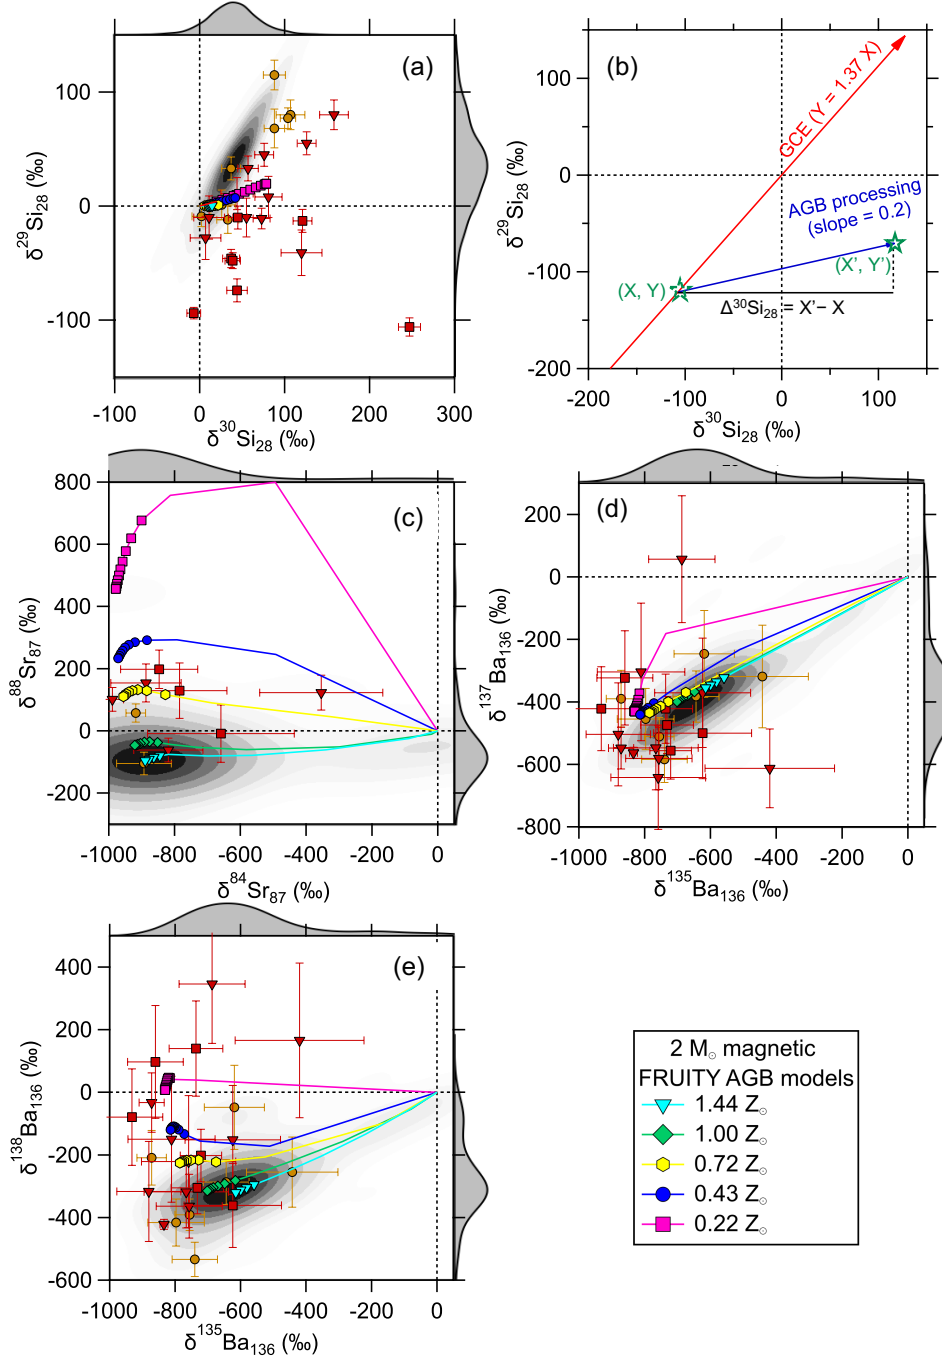 (a)
100
0
-100
δ²⁹Si₂₈ (‰)
-100
0
100
200
300
δ³⁰Si₂₈ (‰)
(b)
100
0
-100
-200
δ²⁹Si₂₈ (‰)
GCE (Y = 1.37 X)
AGB processing
(slope = 0.2)
(X, Y)
(X', Y')
Δ³⁰Si₂₈ = X'– X
-200
-100
0
100
δ³⁰Si₂₈ (‰)
(c)
800
600
400
200
0
-200
δ⁸⁸Sr₈₇ (‰)
-1000
-800
-600
-400
-200
0
δ⁸⁴Sr₈₇ (‰)
(d)
200
0
-200
-400
-600
-800
δ¹³⁷Ba₁₃₆ (‰)
-1000
-800
-600
-400
-200
0
δ¹³⁵Ba₁₃₆ (‰)
(e)
400
200
0
-200
-400
-600
δ¹³⁸Ba₁₃₆ (‰)
-1000
-800
-600
-400
-200
0
δ¹³⁵Ba₁₃₆ (‰)
2 M☉ magnetic
FRUITY AGB models
1.44 Z☉
1.00 Z☉
0.72 Z☉
0.43 Z☉
0.22 Z☉